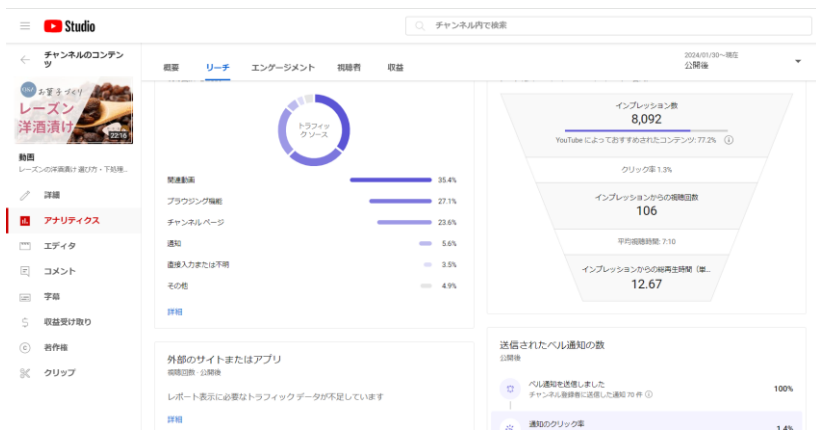 Studio
チャンネル内で検索
チャンネルのコンテンツ
お菓子づくり
レーズン
洋酒漬け
22:16
動画
レーズンの洋酒漬け 選び方・下処理...
詳細
アナリティクス
エディタ
コメント
字幕
収益受け取り
著作権
クリップ
概要 リーチ エンゲージメント 視聴者 収益
2024/01/30～現在
公開後
トラフィックソース
関連動画 35.4%
ブラウジング機能 27.1%
チャンネル ページ 23.6%
通知 5.6%
直接入力または不明 3.5%
その他 4.9%
詳細
外部のサイトまたはアプリ
視聴回数 · 公開後
レポート表示に必要なトラフィック データが不足しています
詳細
インプレッション数
8,092
YouTube によっておすすめされたコンテンツ: 77.2%
クリック率 1.3%
インプレッションからの視聴回数
106
平均視聴時間: 7:10
インプレッションからの総再生時間（単...
12.67
送信されたベル通知の数
公開後
ベル通知を送信しました 100%
チャンネル登録者に送信した通知 70 件
通知のクリック率 1.4%